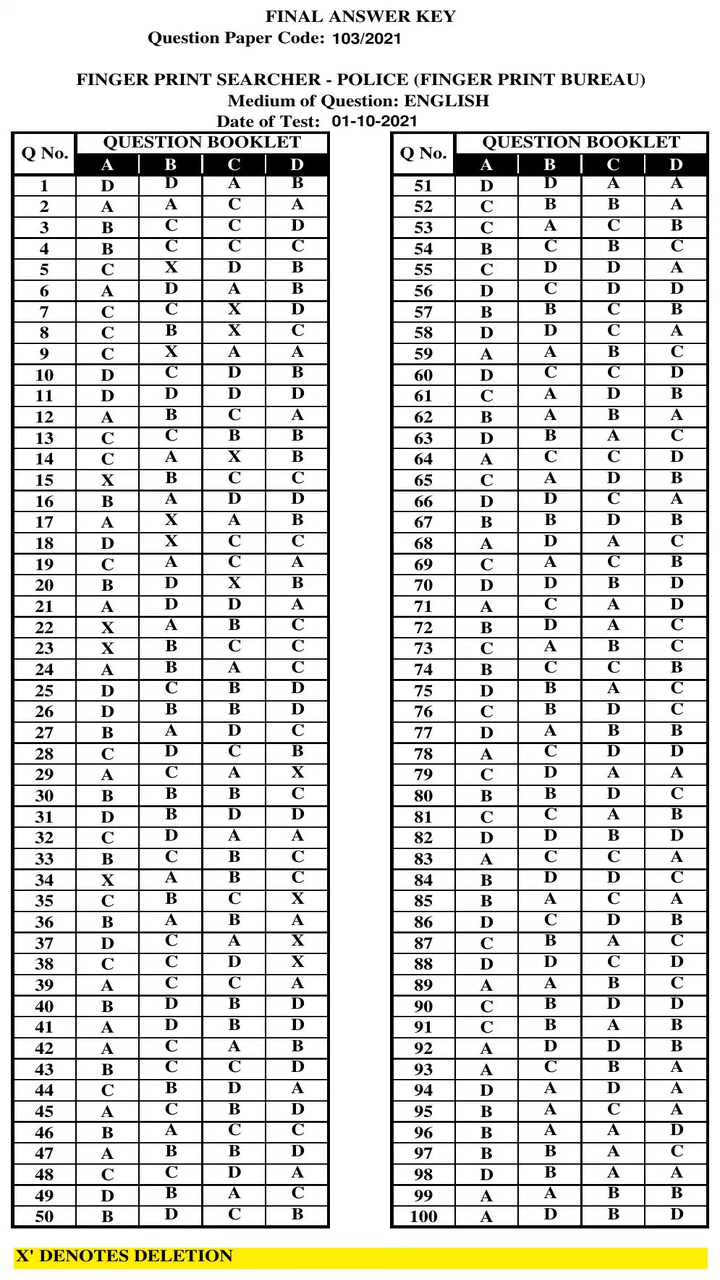 FINAL ANSWER KEY
Question Paper Code: 103/2021
FINGER PRINT SEARCHER - POLICE (FINGER PRINT BUREAU)
Medium of Question: ENGLISH
Date of Test: 01-10-2021
Q No. QUESTION BOOKLET
A B C D
1 D D A B
2 A A C A
3 B C C D
4 B C C C
5 C X D B
6 A D A B
7 C C X D
8 C B X C
9 C X A A
10 D C D B
11 D D D D
12 A B C A
13 C C B B
14 C A X B
15 X B C C
16 B A D D
17 A X A B
18 D X C C
19 C A C A
20 B D X B
21 A D D A
22 X A B C
23 X B C C
24 A B A C
25 D C B D
26 D B B D
27 B A D C
28 C D C B
29 A C A X
30 B B B C
31 D B D D
32 C D A A
33 B C B C
34 X A B C
35 C B C X
36 B A B A
37 D C A X
38 C C D X
39 A C C A
40 B D B D
41 A D B D
42 A C A B
43 B C C D
44 C B D A
45 A C B D
46 B A C C
47 A B B D
48 C C D A
49 D B A C
50 B D C B
Q No. QUESTION BOOKLET
A B C D
51 D D A A
52 C B B A
53 C A C B
54 B C B C
55 C D D A
56 D C D D
57 B B C B
58 D D C A
59 A A B C
60 D C C D
61 C A D B
62 B A B A
63 D B A C
64 A C C D
65 C A D B
66 D D C A
67 B B D B
68 A D A C
69 C A C B
70 D D B D
71 A C A D
72 B D A C
73 C A B C
74 B C C B
75 D B A C
76 C B D C
77 D A B B
78 A C D D
79 C D A A
80 B B D C
81 C C A B
82 D D B D
83 A C C A
84 B D D C
85 B A C A
86 D C D B
87 C B A C
88 D D C D
89 A A B C
90 C B D D
91 C B A B
92 A D D B
93 A C B A
94 D A D A
95 B A C A
96 B A A D
97 B B A C
98 D B A A
99 A A B B
100 A D B D
X' DENOTES DELETION